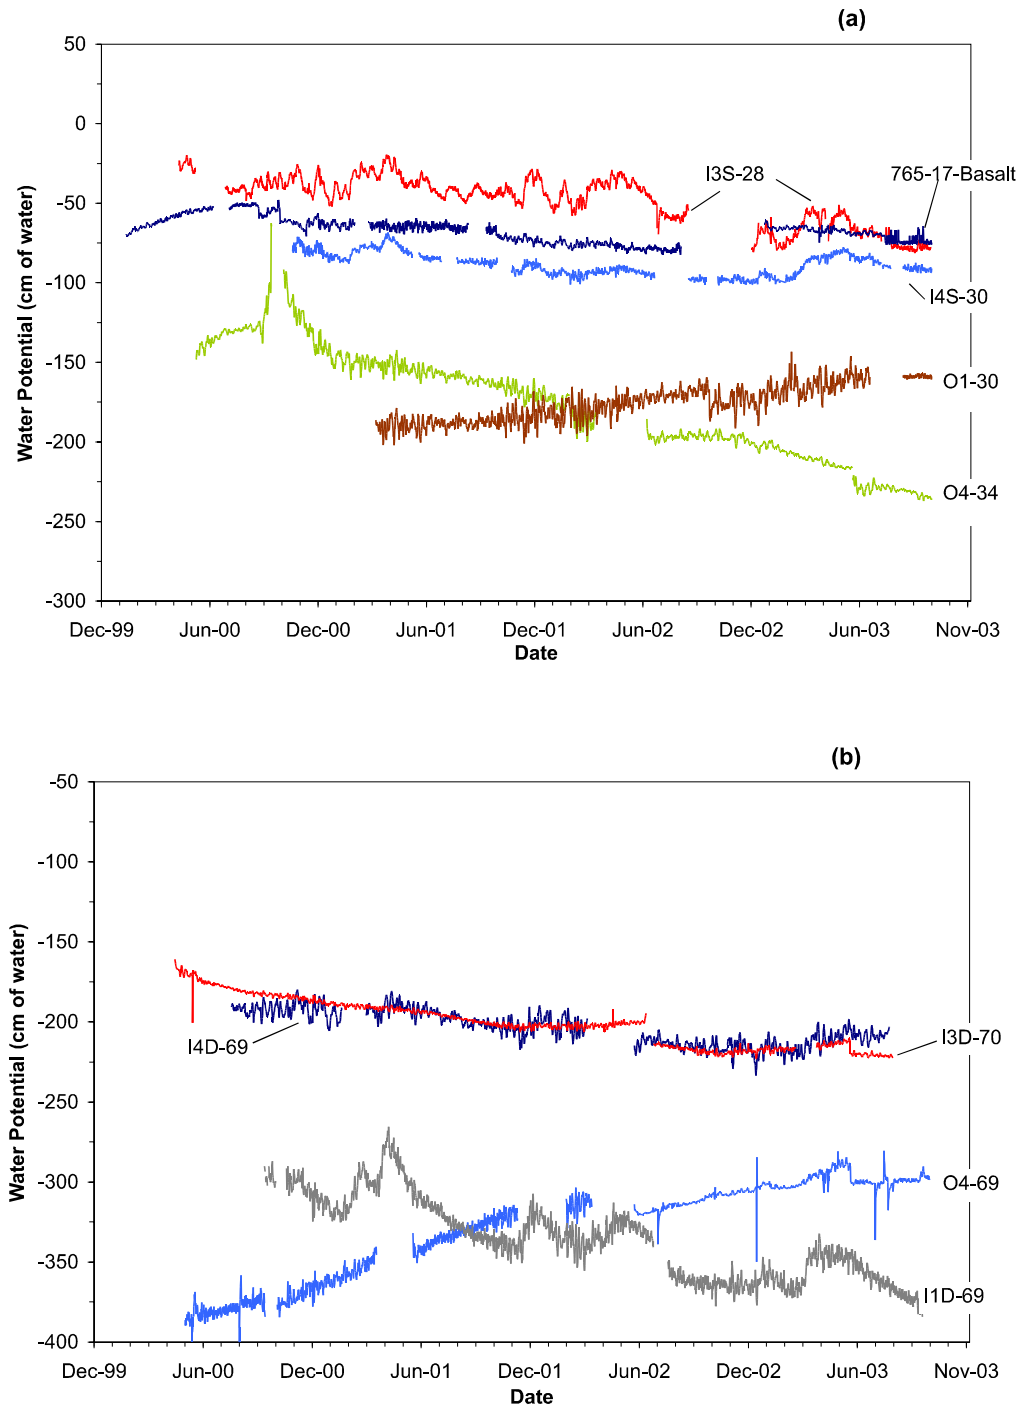 (a)
50
0
-50
-100
-150
-200
-250
-300
Water Potential (cm of water)
I3S-28
765-17-Basalt
I4S-30
O1-30
O4-34
Dec-99 Jun-00 Dec-00 Jun-01 Dec-01 Jun-02 Dec-02 Jun-03 Nov-03
Date
(b)
-50
-100
-150
-200
-250
-300
-350
-400
Water Potential (cm of water)
I4D-69
I3D-70
O4-69
I1D-69
Dec-99 Jun-00 Dec-00 Jun-01 Dec-01 Jun-02 Dec-02 Jun-03 Nov-03
Date